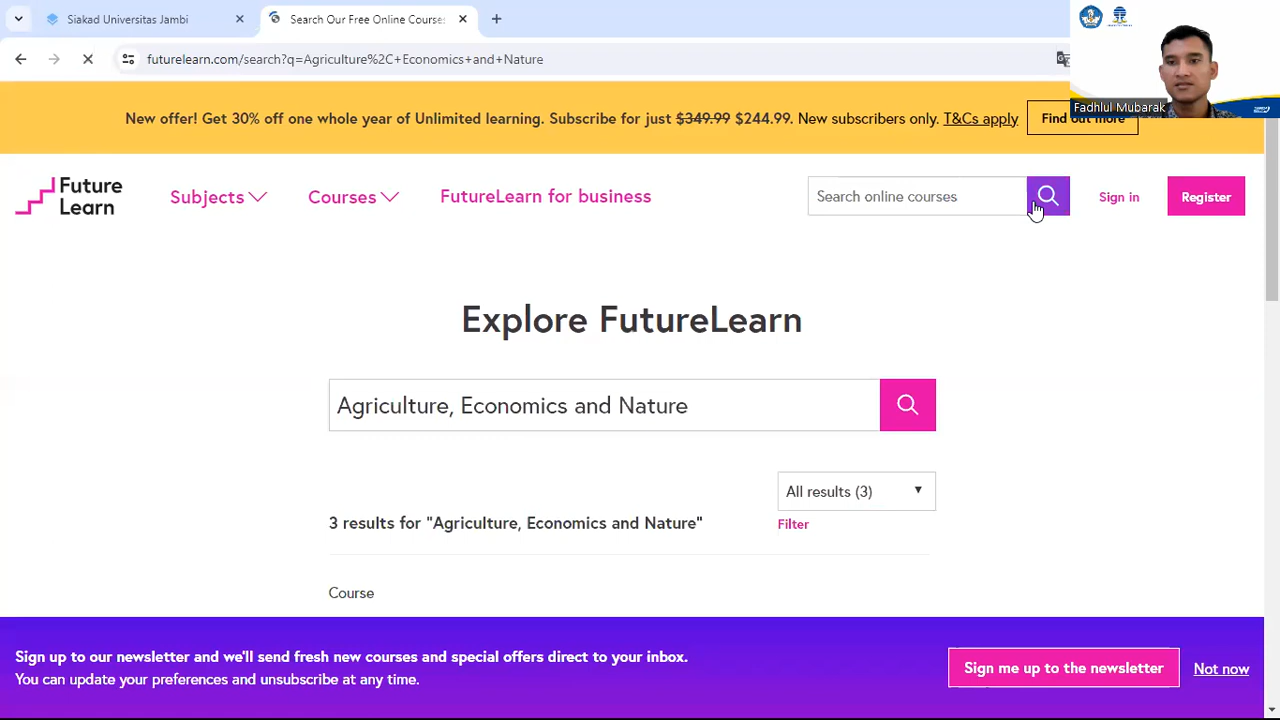 Siakad Universitas Jambi
Search Our Free Online Courses
futurelearn.com/search?q=Agriculture%2C+Economics+and+Nature
Fadhlul Mubarak
New offer! Get 30% off one whole year of Unlimited learning. Subscribe for just $349.99 $244.99. New subscribers only. T&Cs apply
Find out more
Future
Learn
Subjects
Courses
FutureLearn for business
Search online courses
Sign in
Register
Explore FutureLearn
Agriculture, Economics and Nature
All results (3)
3 results for "Agriculture, Economics and Nature"
Filter
Course
Sign up to our newsletter and we'll send fresh new courses and special offers direct to your inbox.
You can update your preferences and unsubscribe at any time.
Sign me up to the newsletter
Not now